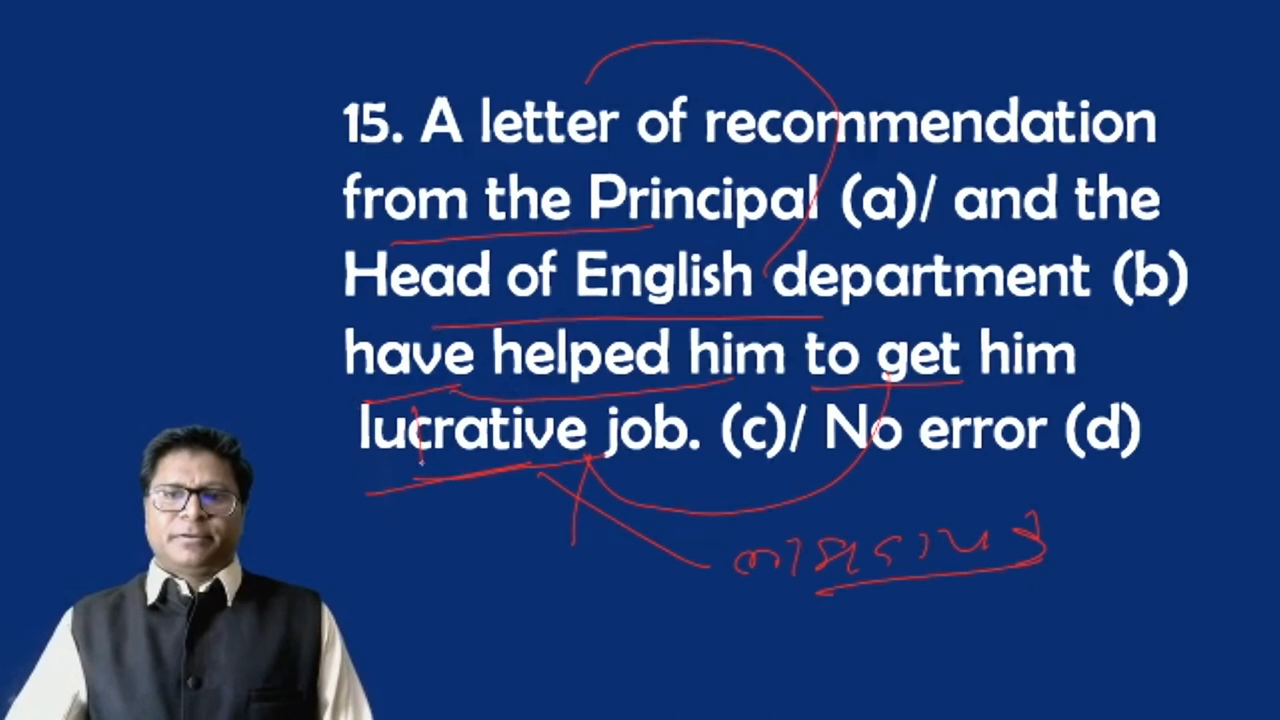 15. A letter of recommendation
from the Principal (a)/ and the
Head of English department (b)
have helped him to get him
lucrative job. (c)/ No error (d)